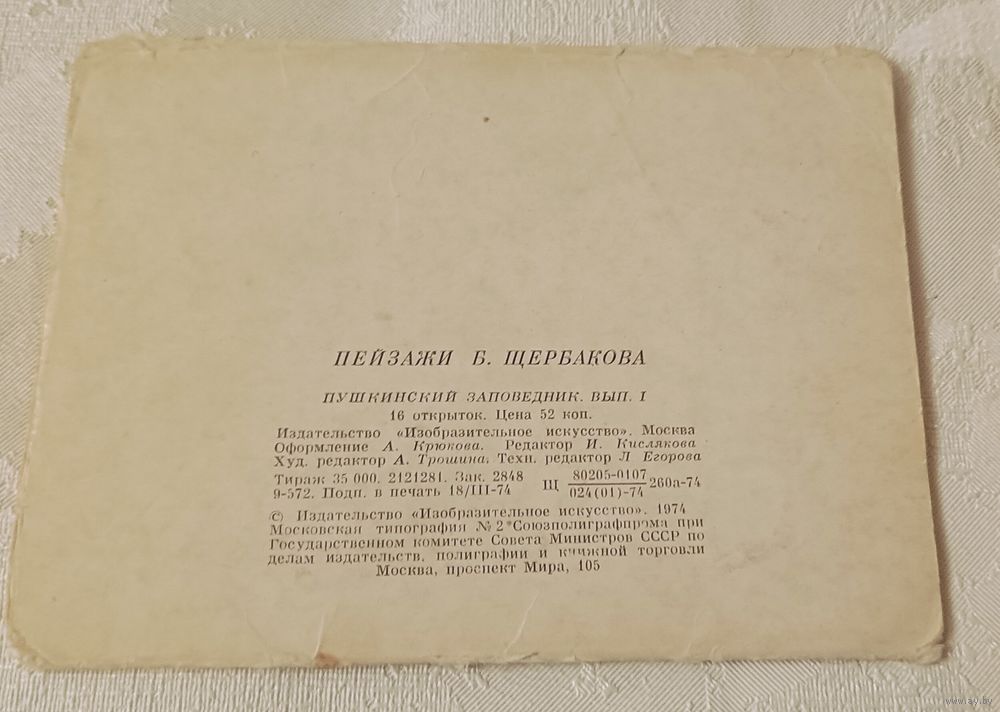 ПЕЙЗАЖИ Б. ЩЕРБАКОВА
ПУШКИНСКИЙ ЗАПОВЕДНИК. ВЫП. I
16 открыток. Цена 52 коп.
Издательство «Изобразительное искусство». Москва
Оформление А. Крюкова. Редактор И. Кислякова
Худ. редактор А. Трошина. Техн. редактор Л Егорова
Тираж 35 000. 2121281. Зак. 2848
9-572. Подп. в печать 18/III-74
Щ 80205-0107
024(01)-74 260а-74
© Издательство «Изобразительное искусство». 1974
Московская типография № 2 Союзполиграфпрома при
Государственном комитете Совета Министров СССР по
делам издательств, полиграфии и книжной торговли
Москва, проспект Мира, 105
www.ay.by